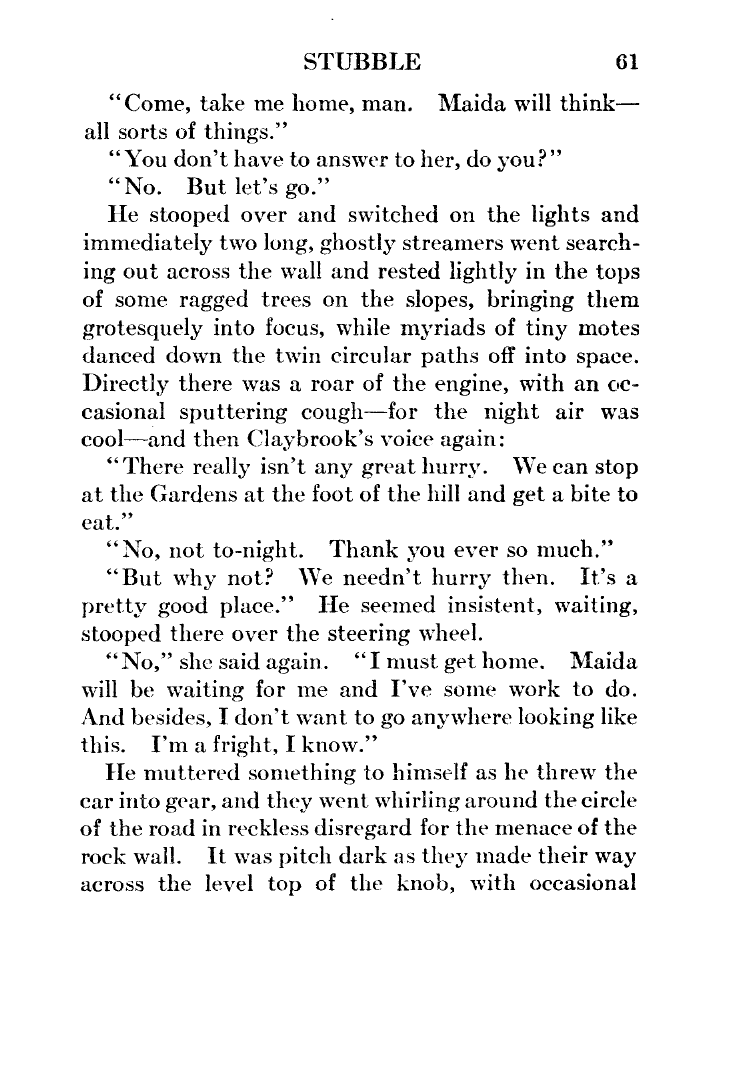 STUBBLE 61
“Come, take me home, man. Maida will think—
all sorts of things.”
“You don’t have to answer to her, do you?”
“No. But let’s go.”
He stooped over and switched on the lights and
immediately two long, ghostly streamers went search-
ing out across the wall and rested lightly in the tops
of some ragged trees on the slopes, bringing them
grotesquely into focus, while myriads of tiny motes
danced down the twin circular paths off into space.
Directly there was a roar of the engine, with an oc-
casional sputtering cough—for the night air was
cool—and then Claybrook’s voice again:
“There really isn’t any great hurry. We can stop
at the Gardens at the foot of the hill and get a bite to
eat.”
“No, not to-night. Thank you ever so much.”
“But why not? We needn’t hurry then. It’s a
pretty good place.” He seemed insistent, waiting,
stooped there over the steering wheel.
“No,” she said again. “I must get home. Maida
will be waiting for me and I’ve some work to do.
And besides, I don’t want to go anywhere looking like
this. I’m a fright, I know.”
He muttered something to himself as he threw the
car into gear, and they went whirling around the circle
of the road in reckless disregard for the menace of the
rock wall. It was pitch dark as they made their way
across the level top of the knob, with occasional